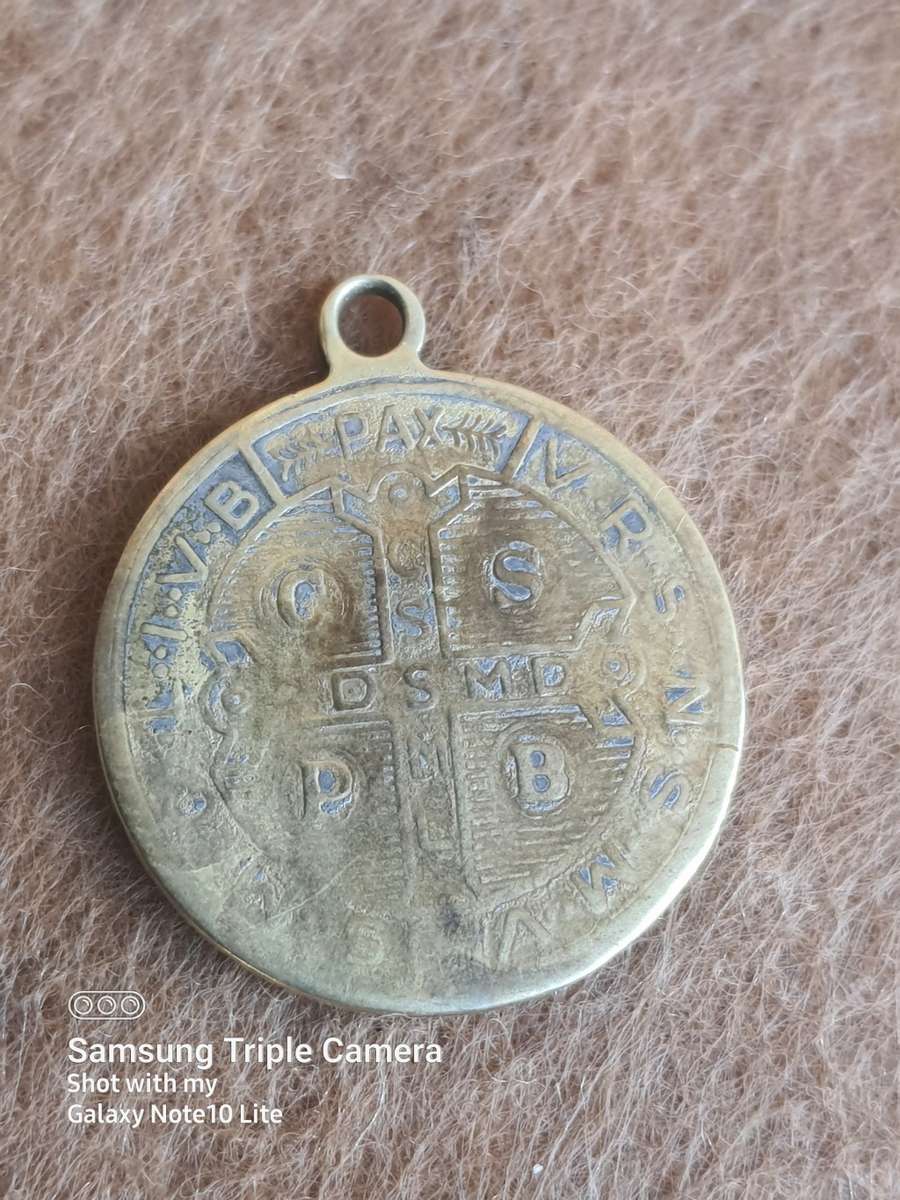 PAX
V R S · N · S M V
L · I · V · B
C S
S
D S M D
M
P B
Samsung Triple Camera
Shot with my
Galaxy Note10 Lite